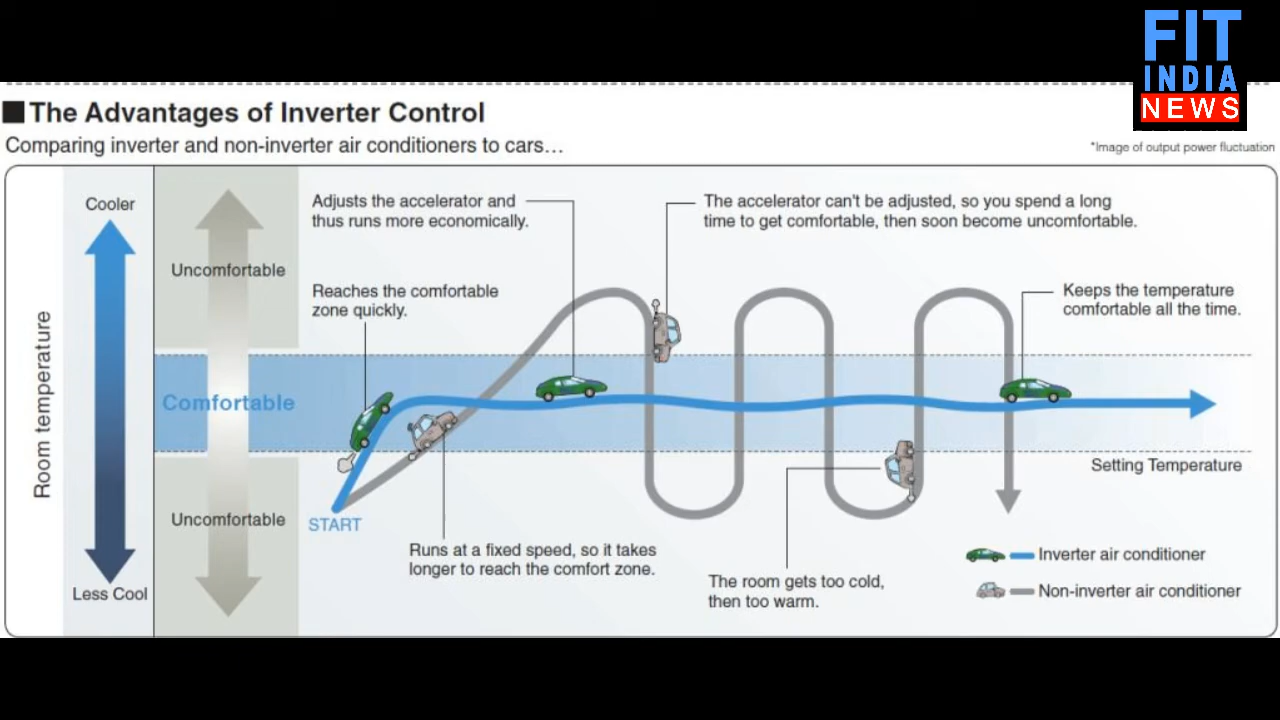 FIT
INDIA
NEWS
The Advantages of Inverter Control
Comparing inverter and non-inverter air conditioners to cars…
*Image of output power fluctuation
Room temperature
Cooler
Less Cool
Uncomfortable
Comfortable
Uncomfortable
Adjusts the accelerator and
thus runs more economically.
The accelerator can't be adjusted, so you spend a long
time to get comfortable, then soon become uncomfortable.
Reaches the comfortable
zone quickly.
Keeps the temperature
comfortable all the time.
Setting Temperature
START
Runs at a fixed speed, so it takes
longer to reach the comfort zone.
The room gets too cold,
then too warm.
Inverter air conditioner
Non-inverter air conditioner